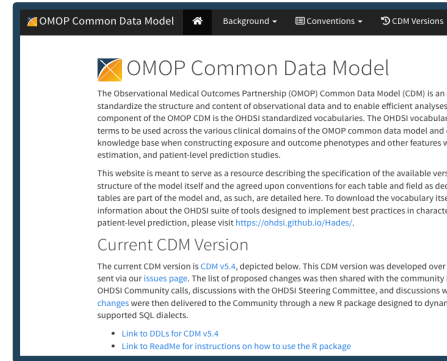 OMOP Common Data Model Background Conventions CDM Versions
OMOP Common Data Model
The Observational Medical Outcomes Partnership (OMOP) Common Data Model (CDM) is an
standardize the structure and content of observational data and to enable efficient analyses
component of the OMOP CDM is the OHDSI standardized vocabularies. The OHDSI vocabular
terms to be used across the various clinical domains of the OMOP common data model and
knowledge base when constructing exposure and outcome phenotypes and other features w
estimation, and patient-level prediction studies.
This website is meant to serve as a resource describing the specification of the available vers
structure of the model itself and the agreed upon conventions for each table and field as dec
tables are part of the model and, as such, are detailed here. To download the vocabulary itse
information about the OHDSI suite of tools designed to implement best practices in characte
patient-level prediction, please visit https://ohdsi.github.io/Hades/.
Current CDM Version
The current CDM version is CDM v5.4, depicted below. This CDM version was developed over
sent via our issues page. The list of proposed changes was then shared with the community
OHDSI Community calls, discussions with the OHDSI Steering Committee, and discussions w
changes were then delivered to the Community through a new R package designed to dynam
supported SQL dialects.
• Link to DDLs for CDM v5.4
• Link to ReadMe for instructions on how to use the R package